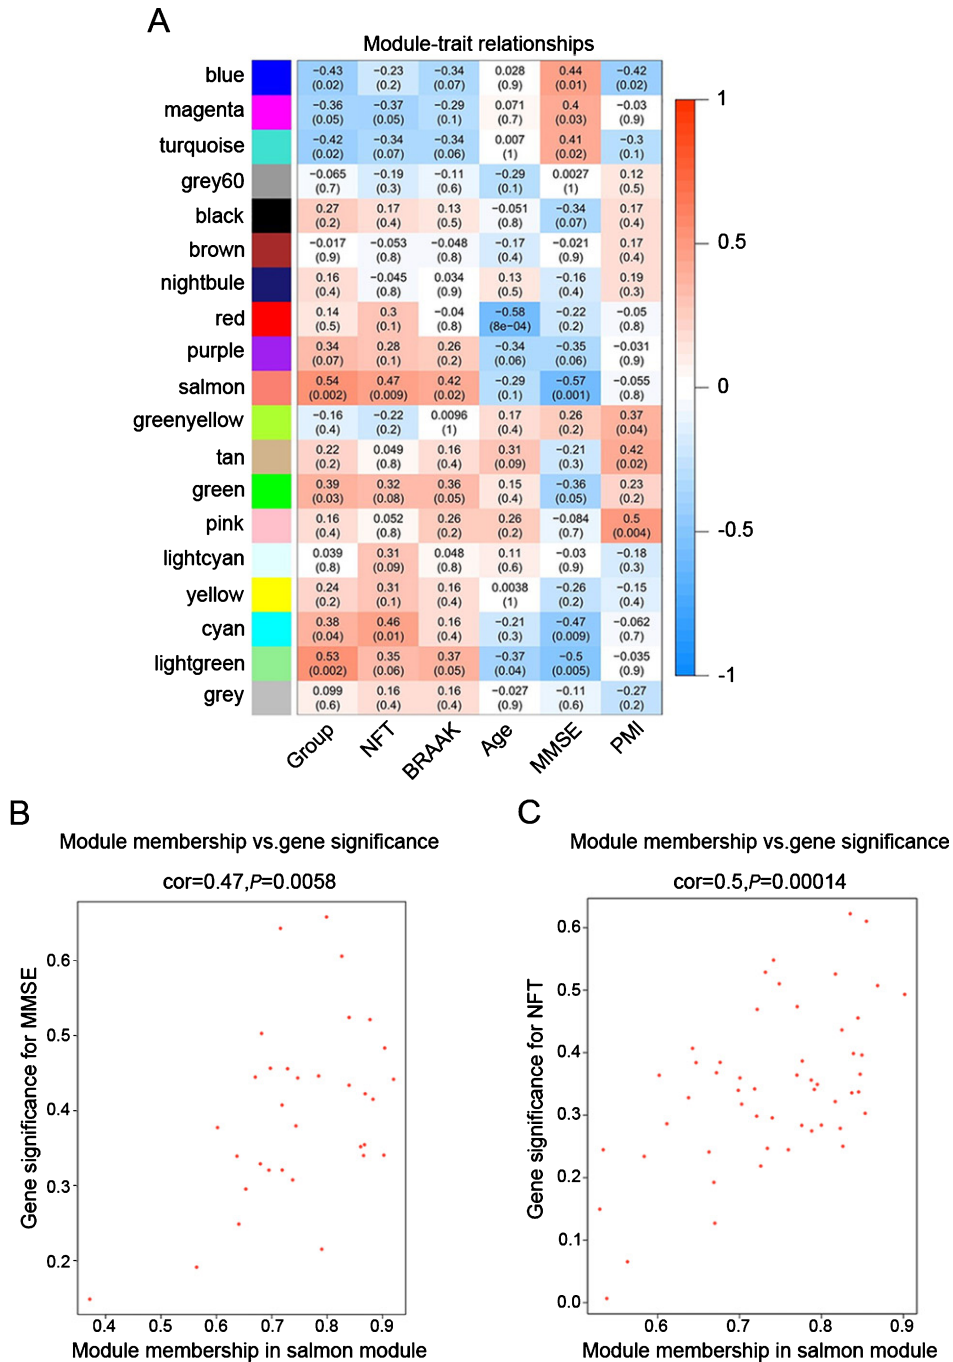 A
Module-trait relationships
blue −0.43 −0.23 −0.34 0.028 0.44 −0.42
(0.02) (0.2) (0.07) (0.9) (0.01) (0.02)
magenta −0.36 −0.37 −0.29 0.071 0.4 −0.03
(0.05) (0.05) (0.1) (0.7) (0.03) (0.9)
turquoise −0.42 −0.34 −0.34 0.007 0.41 −0.3
(0.02) (0.07) (0.06) (1) (0.02) (0.1)
grey60 −0.065 −0.19 −0.11 −0.29 0.0027 0.12
(0.7) (0.3) (0.6) (0.1) (1) (0.5)
black 0.27 0.17 0.13 −0.051 −0.34 0.17
(0.2) (0.4) (0.5) (0.8) (0.07) (0.4)
brown −0.017 −0.053 −0.048 −0.17 −0.021 0.17
(0.9) (0.8) (0.8) (0.4) (0.9) (0.4)
nightbule 0.16 −0.045 0.034 0.13 −0.16 0.19
(0.4) (0.8) (0.9) (0.5) (0.4) (0.3)
red 0.14 0.3 −0.04 −0.58 −0.22 −0.05
(0.5) (0.1) (0.8) (8e−04) (0.2) (0.8)
purple 0.34 0.28 0.26 −0.34 −0.35 −0.031
(0.07) (0.1) (0.2) (0.06) (0.06) (0.9)
salmon 0.54 0.47 0.42 −0.29 −0.57 −0.055
(0.002) (0.009) (0.02) (0.1) (0.001) (0.8)
greenyellow −0.16 −0.22 0.0096 0.17 0.26 0.37
(0.4) (0.2) (1) (0.4) (0.2) (0.04)
tan 0.22 0.049 0.16 0.31 −0.21 0.42
(0.2) (0.8) (0.4) (0.09) (0.3) (0.02)
green 0.39 0.32 0.36 0.15 −0.36 0.23
(0.03) (0.08) (0.05) (0.4) (0.05) (0.2)
pink 0.16 0.052 0.26 0.26 −0.084 0.5
(0.4) (0.8) (0.2) (0.2) (0.7) (0.004)
lightcyan 0.039 0.31 0.048 0.11 −0.03 −0.18
(0.8) (0.09) (0.8) (0.6) (0.9) (0.3)
yellow 0.24 0.31 0.16 0.0038 −0.26 −0.15
(0.2) (0.1) (0.4) (1) (0.2) (0.4)
cyan 0.38 0.46 0.16 −0.21 −0.47 −0.062
(0.04) (0.01) (0.4) (0.3) (0.009) (0.7)
lightgreen 0.53 0.35 0.37 −0.37 −0.5 −0.035
(0.002) (0.06) (0.05) (0.04) (0.005) (0.9)
grey 0.099 0.16 0.16 −0.027 −0.11 −0.27
(0.6) (0.4) (0.4) (0.9) (0.6) (0.2)
Group NFT BRAAK Age MMSE PMI
1
0.5
0
-0.5
-1
B
Module membership vs.gene significance
cor=0.47,P=0.0058
Gene significance for MMSE
0.6
0.5
0.4
0.3
0.2
0.4 0.5 0.6 0.7 0.8 0.9
Module membership in salmon module
C
Module membership vs.gene significance
cor=0.5,P=0.00014
Gene significance for NFT
0.6
0.5
0.4
0.3
0.2
0.1
0.0
0.6 0.7 0.8 0.9
Module membership in salmon module